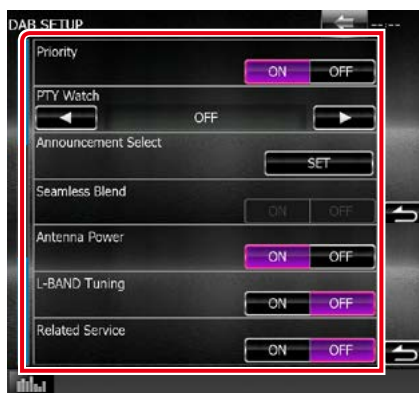 DAB SETUP --:--
Priority
ON OFF
PTY Watch
OFF
Announcement Select
SET
Seamless Blend
ON OFF
Antenna Power
ON OFF
L-BAND Tuning
ON OFF
Related Service
ON OFF